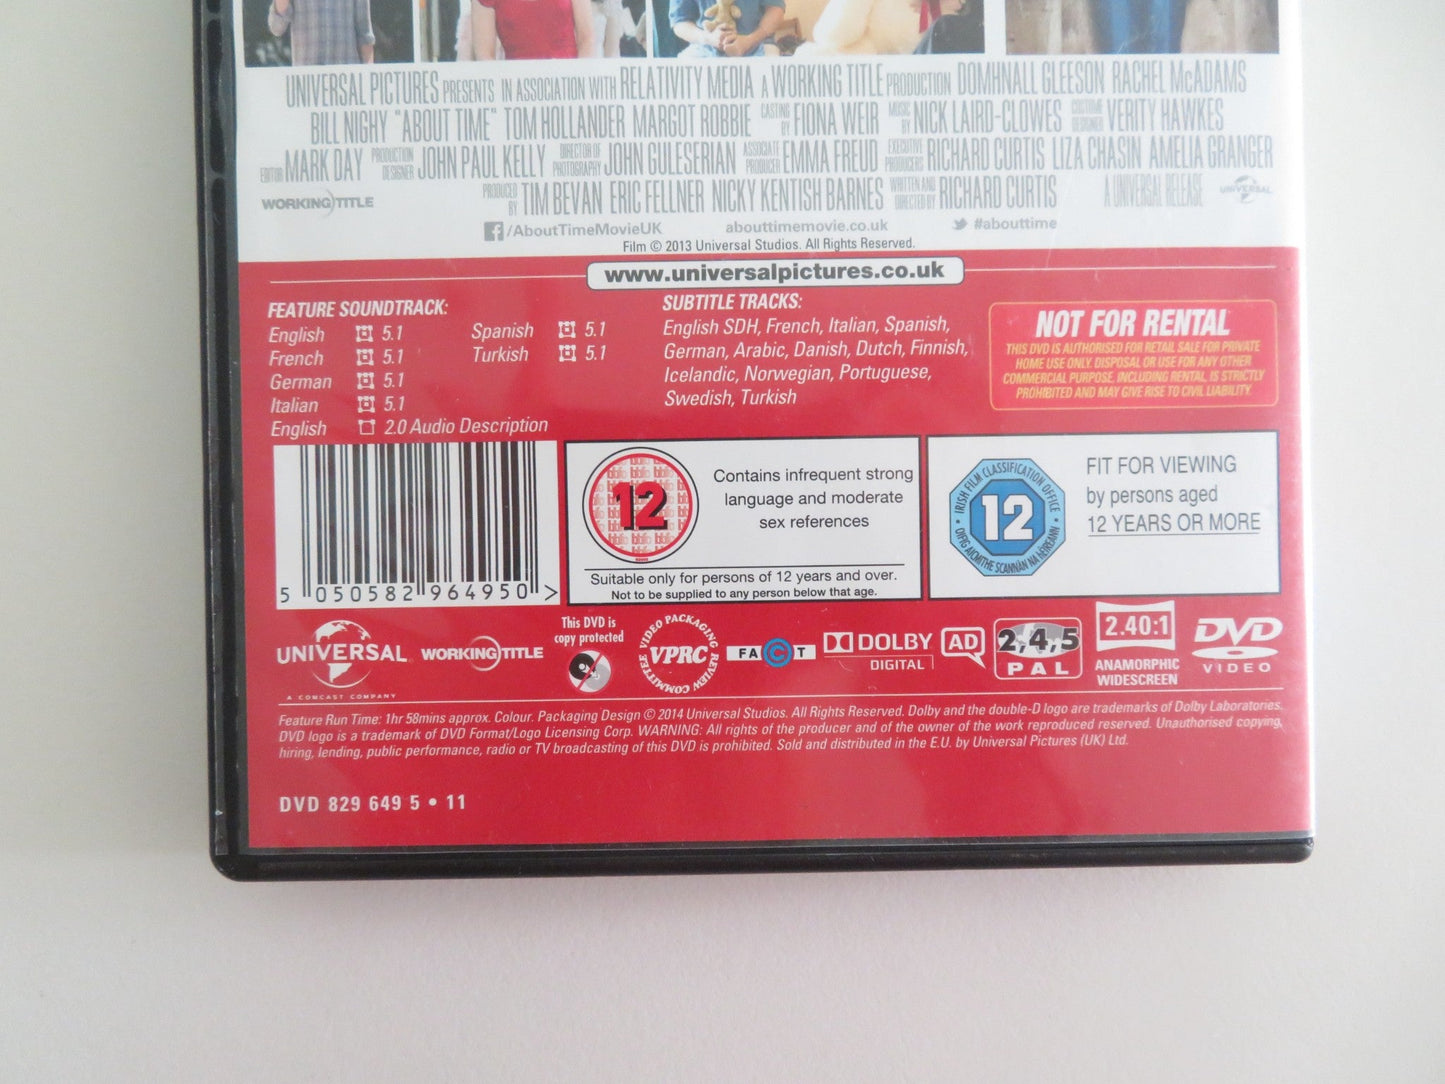 UNIVERSAL PICTURES PRESENTS IN ASSOCIATION WITH RELATIVITY MEDIA A WORKING TITLE PRODUCTION DOMHNALL GLEESON RACHEL McADAMS
BILL NIGHY "ABOUT TIME" TOM HOLLANDER MARGOT ROBBIE CASTING BY FIONA WEIR MUSIC BY NICK LAIRD-CLOWES COSTUME DESIGNER VERITY HAWKES
EDITOR MARK DAY PRODUCTION DESIGNER JOHN PAUL KELLY DIRECTOR OF PHOTOGRAPHY JOHN GULESERIAN ASSOCIATE PRODUCER EMMA FREUD EXECUTIVE PRODUCERS RICHARD CURTIS LIZA CHASIN AMELIA GRANGER
WORKING TITLE PRODUCED BY TIM BEVAN ERIC FELLNER NICKY KENTISH BARNES WRITTEN AND DIRECTED BY RICHARD CURTIS A UNIVERSAL RELEASE UNIVERSAL
/AboutTimeMovieUK abouttimemovie.co.uk #abouttime
Film © 2013 Universal Studios. All Rights Reserved.
www.universalpictures.co.uk
FEATURE SOUNDTRACK:
English 5.1 Spanish 5.1
French 5.1 Turkish 5.1
German 5.1
Italian 5.1
English 2.0 Audio Description
SUBTITLE TRACKS:
English SDH, French, Italian, Spanish,
German, Arabic, Danish, Dutch, Finnish,
Icelandic, Norwegian, Portuguese,
Swedish, Turkish
NOT FOR RENTAL
THIS DVD IS AUTHORISED FOR RETAIL SALE FOR PRIVATE
HOME USE ONLY. DISPOSAL OR USE FOR ANY OTHER
COMMERCIAL PURPOSE, INCLUDING RENTAL, IS STRICTLY
PROHIBITED AND MAY GIVE RISE TO CIVIL LIABILITY.
5 050582 964950 >
12
Contains infrequent strong
language and moderate
sex references
Suitable only for persons of 12 years and over.
Not to be supplied to any person below that age.
IRISH FILM CLASSIFICATION OFFICE
12
OIFIG AICMITHE SCANNÁN NA hÉIREANN
FIT FOR VIEWING
by persons aged
12 YEARS OR MORE
UNIVERSAL
A COMCAST COMPANY
WORKING TITLE
This DVD is
copy protected
VIDEO PACKAGING REVIEW COMMITTEE
VPRC
FACT
DOLBY
DIGITAL
AD
2,4,5
PAL
2.40:1
ANAMORPHIC
WIDESCREEN
DVD
VIDEO
Feature Run Time: 1hr 58mins approx. Colour. Packaging Design © 2014 Universal Studios. All Rights Reserved. Dolby and the double-D logo are trademarks of Dolby Laboratories.
DVD logo is a trademark of DVD Format/Logo Licensing Corp. WARNING: All rights of the producer and of the owner of the work reproduced reserved. Unauthorised copying,
hiring, lending, public performance, radio or TV broadcasting of this DVD is prohibited. Sold and distributed in the E.U. by Universal Pictures (UK) Ltd.
DVD 829 649 5 • 11